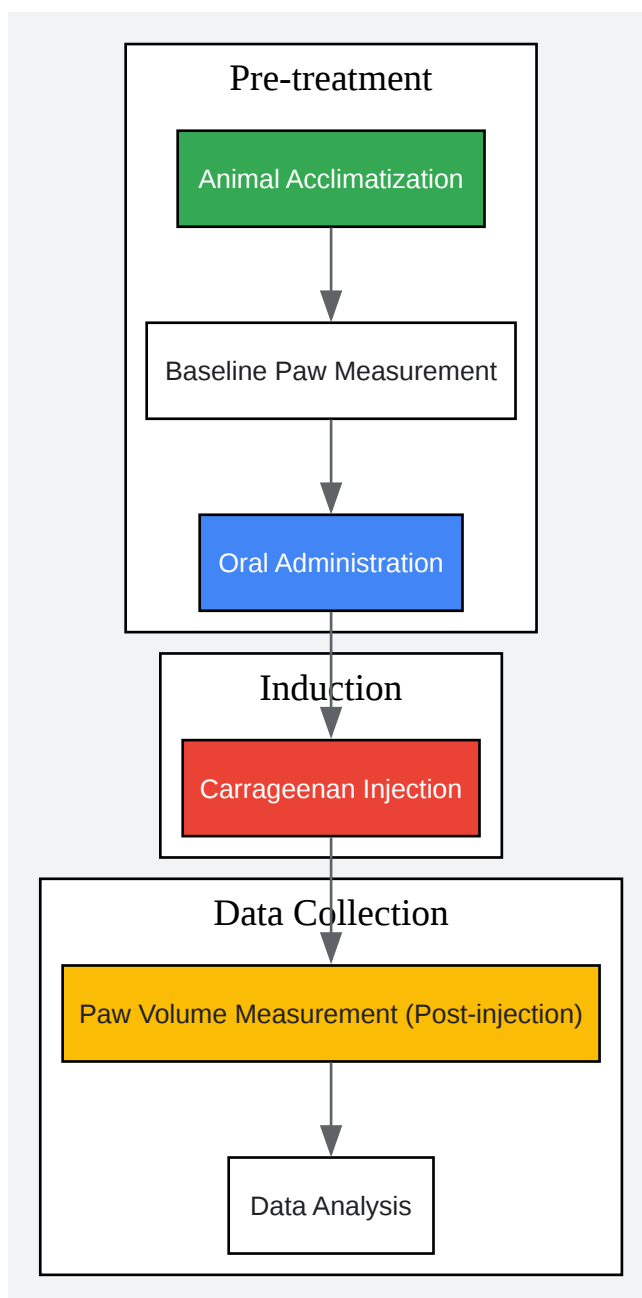 Pre-treatment
Animal Acclimatization
Baseline Paw Measurement
Oral Administration
Induction
Carrageenan Injection
Data Collection
Paw Volume Measurement (Post-injection)
Data Analysis